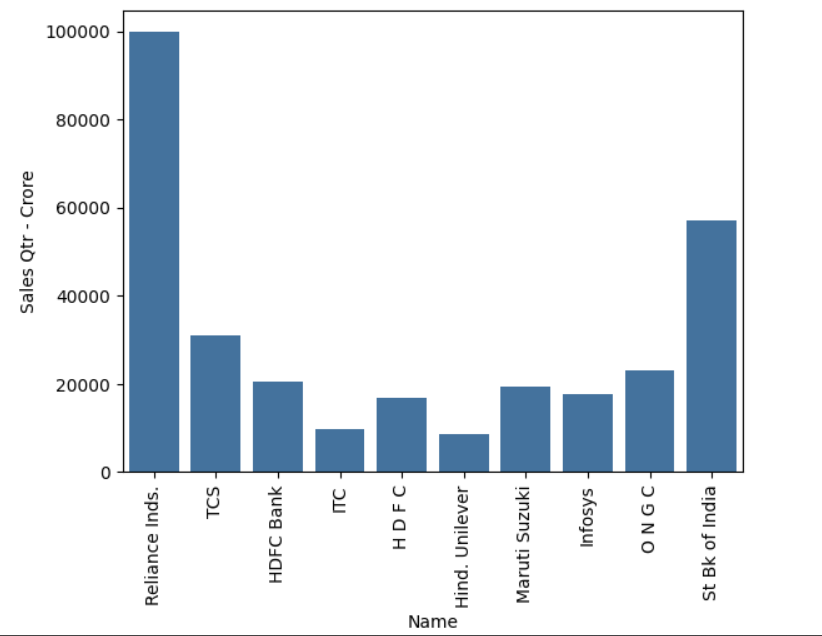 100000
80000
60000
40000
20000
0
Sales Qtr - Crore
Reliance Inds.
TCS
HDFC Bank
ITC
H D F C
Hind. Unilever
Maruti Suzuki
Infosys
O N G C
St Bk of India
Name